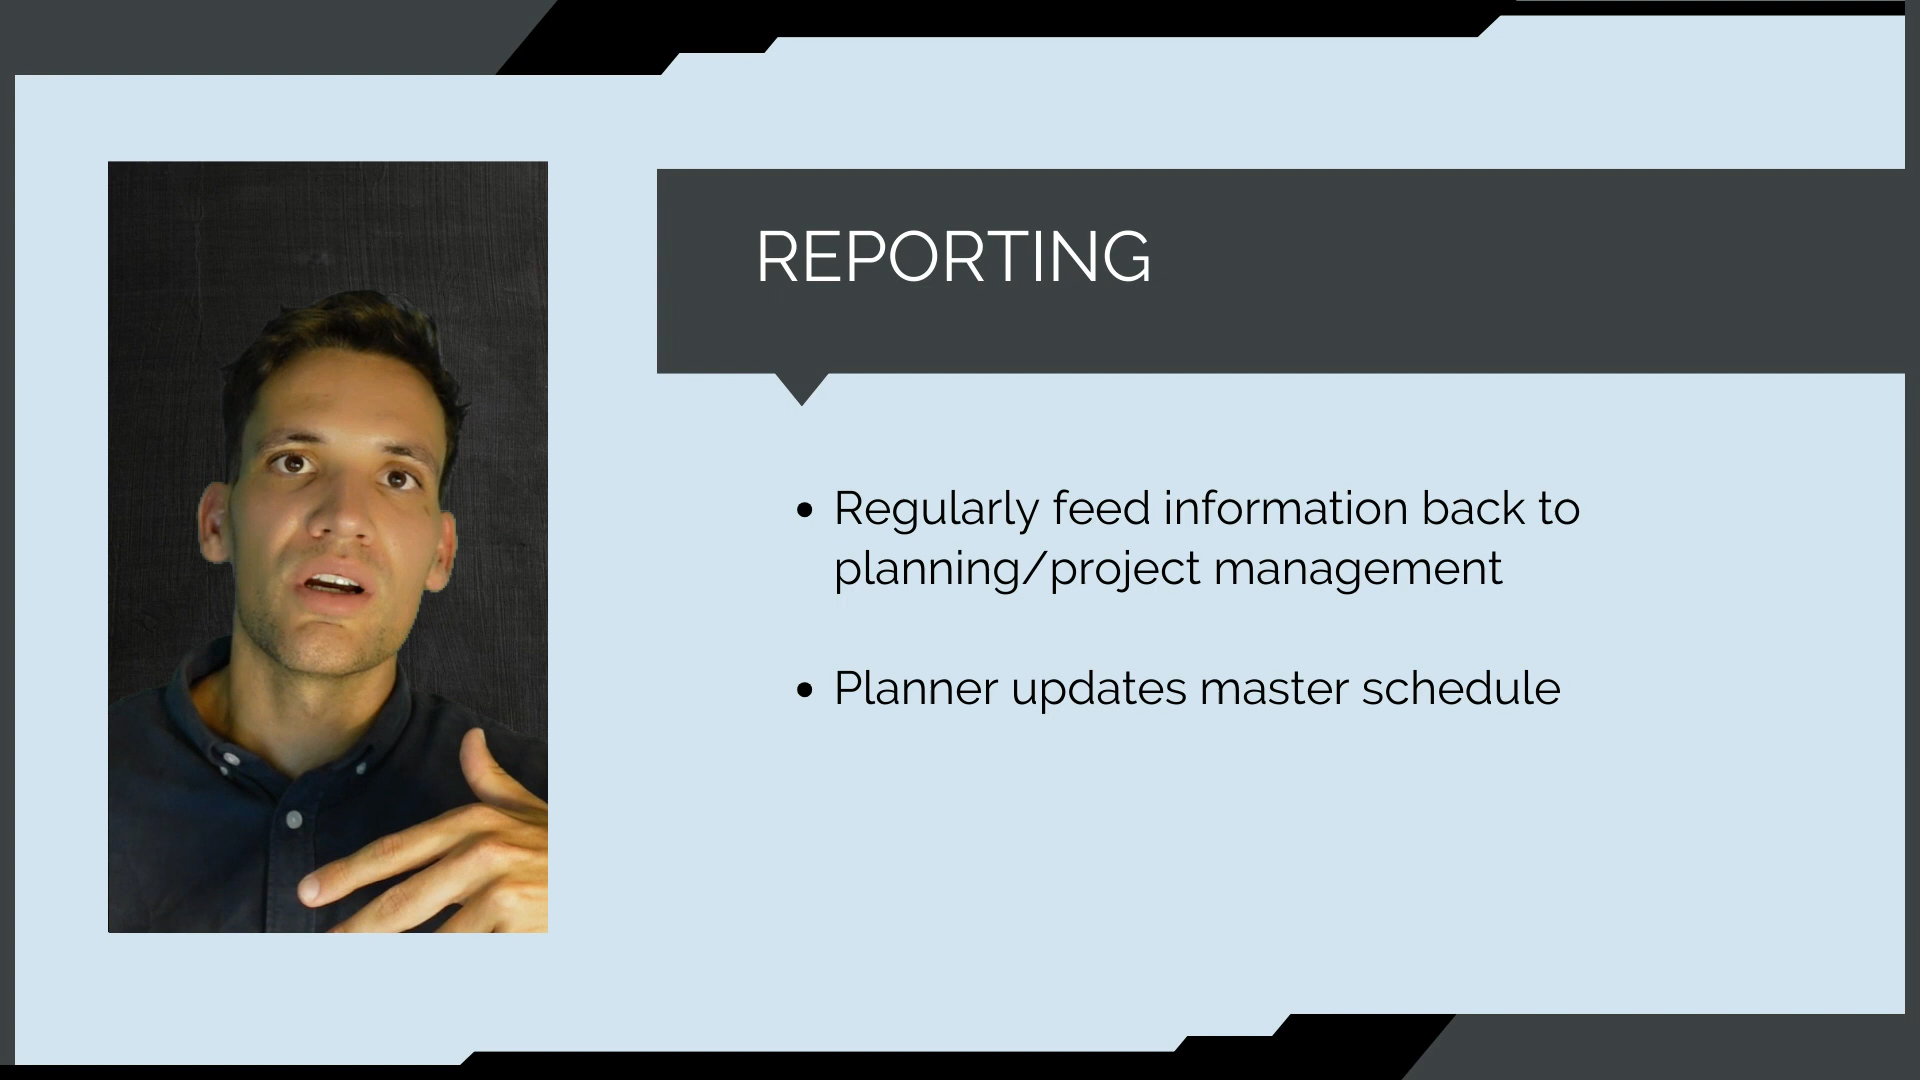 REPORTING
• Regularly feed information back to
planning/project management
• Planner updates master schedule